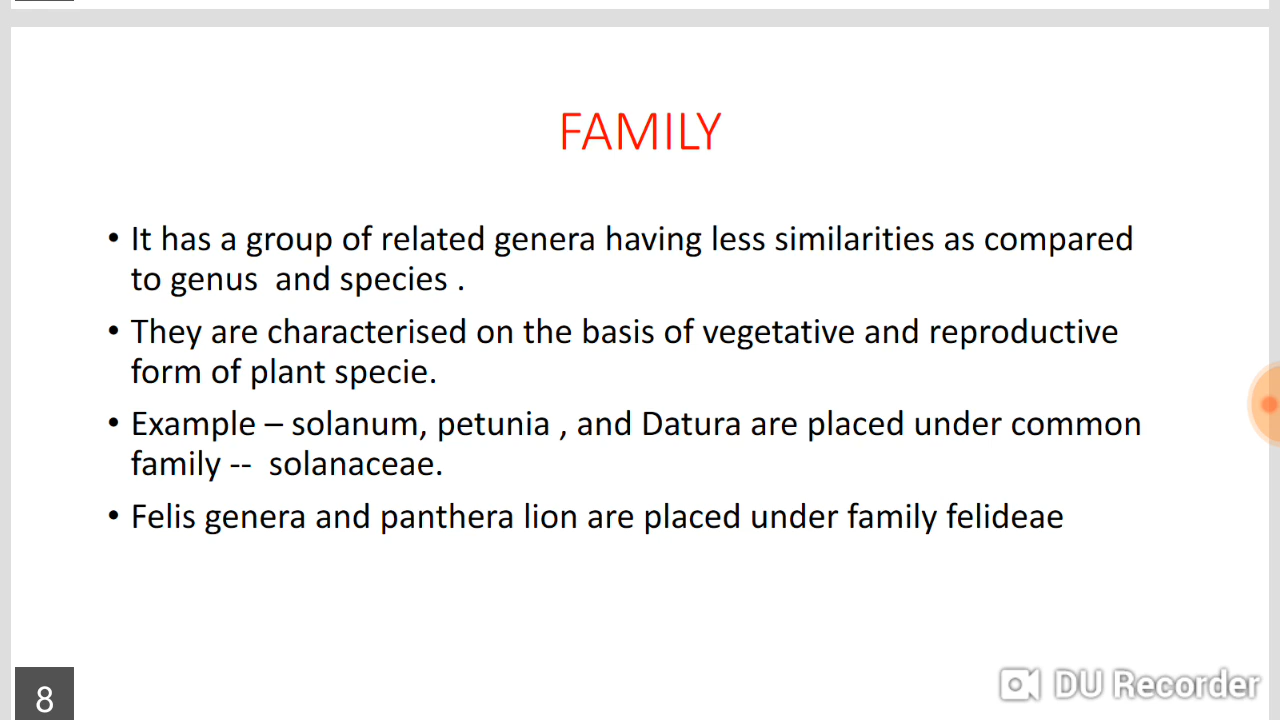 FAMILY
• It has a group of related genera having less similarities as compared
to genus  and species .
• They are characterised on the basis of vegetative and reproductive
form of plant specie.
• Example – solanum, petunia , and Datura are placed under common
family --  solanaceae.
• Felis genera and panthera lion are placed under family felideae
8
DU Recorder